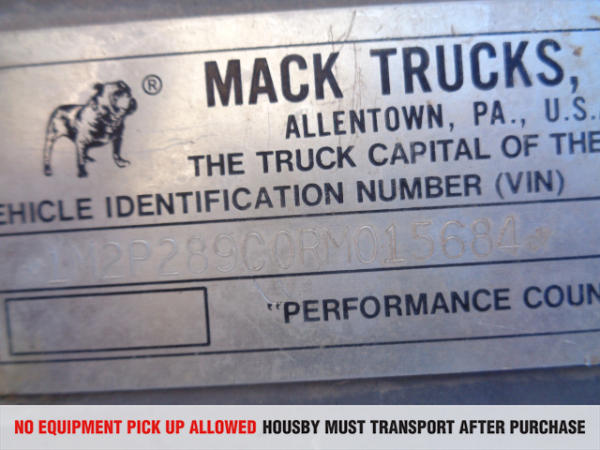 ®
MACK TRUCKS,
ALLENTOWN, PA., U.S.A
THE TRUCK CAPITAL OF THE
EHICLE IDENTIFICATION NUMBER (VIN)
1M2P289C0RM015684
"PERFORMANCE COUN
NO EQUIPMENT PICK UP ALLOWED HOUSBY MUST TRANSPORT AFTER PURCHASE